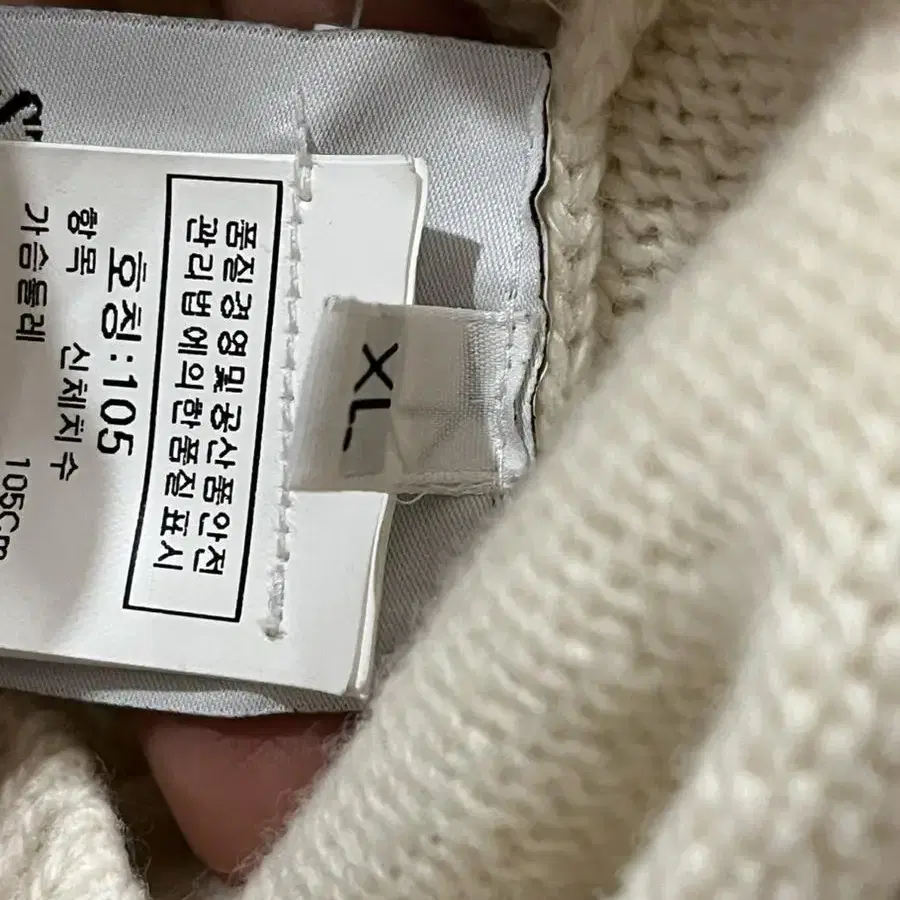 품질경영및공산품안전
관리법에의한품질표시
호칭:105
항목 신체치수
가슴둘레 105Cm
XL